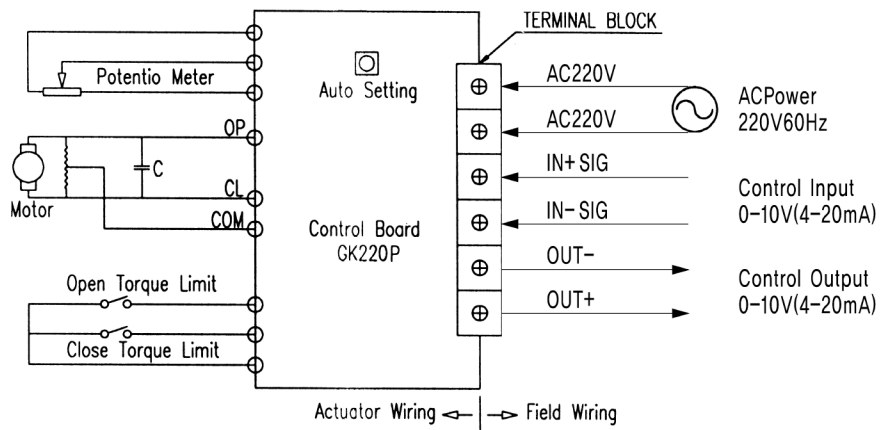 TERMINAL BLOCK
Potentio Meter
Auto Setting
AC220V
AC220V
ACPower
220V60Hz
OP
C
CL
COM
Motor
IN+SIG
IN-SIG
Control Input
0-10V(4-20mA)
Control Board
GK220P
OUT-
OUT+
Control Output
0-10V(4-20mA)
Open Torque Limit
Close Torque Limit
Actuator Wiring
Field Wiring